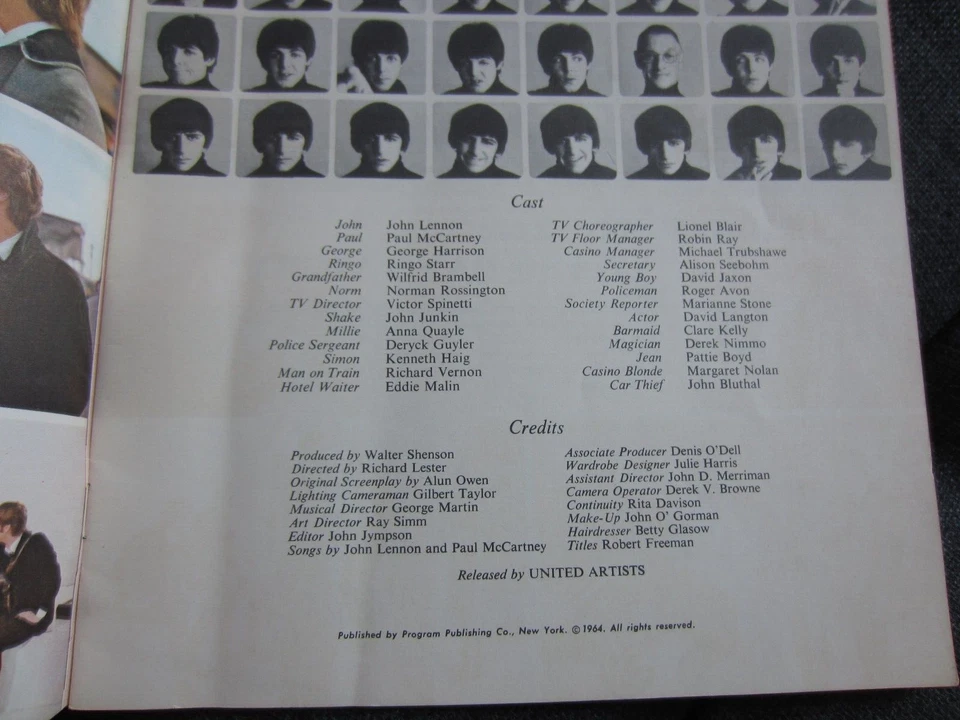 Cast
John John Lennon
Paul Paul McCartney
George George Harrison
Ringo Ringo Starr
Grandfather Wilfrid Brambell
Norm Norman Rossington
TV Director Victor Spinetti
Shake John Junkin
Millie Anna Quayle
Police Sergeant Deryck Guyler
Simon Kenneth Haig
Man on Train Richard Vernon
Hotel Waiter Eddie Malin
TV Choreographer Lionel Blair
TV Floor Manager Robin Ray
Casino Manager Michael Trubshawe
Secretary Alison Seebohm
Young Boy David Jaxon
Policeman Roger Avon
Society Reporter Marianne Stone
Actor David Langton
Barmaid Clare Kelly
Magician Derek Nimmo
Jean Pattie Boyd
Casino Blonde Margaret Nolan
Car Thief John Bluthal
Credits
Produced by Walter Shenson
Directed by Richard Lester
Original Screenplay by Alun Owen
Lighting Cameraman Gilbert Taylor
Musical Director George Martin
Art Director Ray Simm
Editor John Jympson
Songs by John Lennon and Paul McCartney
Associate Producer Denis O'Dell
Wardrobe Designer Julie Harris
Assistant Director John D. Merriman
Camera Operator Derek V. Browne
Continuity Rita Davison
Make-Up John O' Gorman
Hairdresser Betty Glasow
Titles Robert Freeman
Released by UNITED ARTISTS
Published by Program Publishing Co., New York. ©1964. All rights reserved.